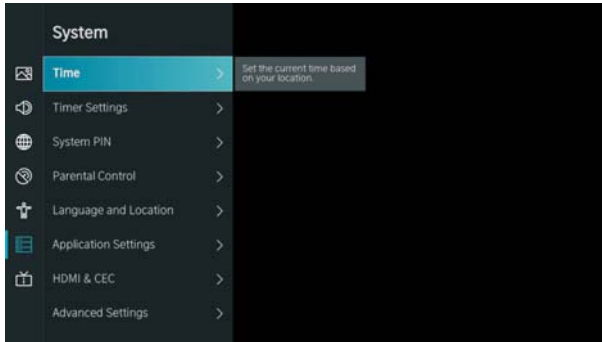 System
Time
Set the current time based
on your location.
Timer Settings
System PIN
Parental Control
Language and Location
Application Settings
HDMI & CEC
Advanced Settings